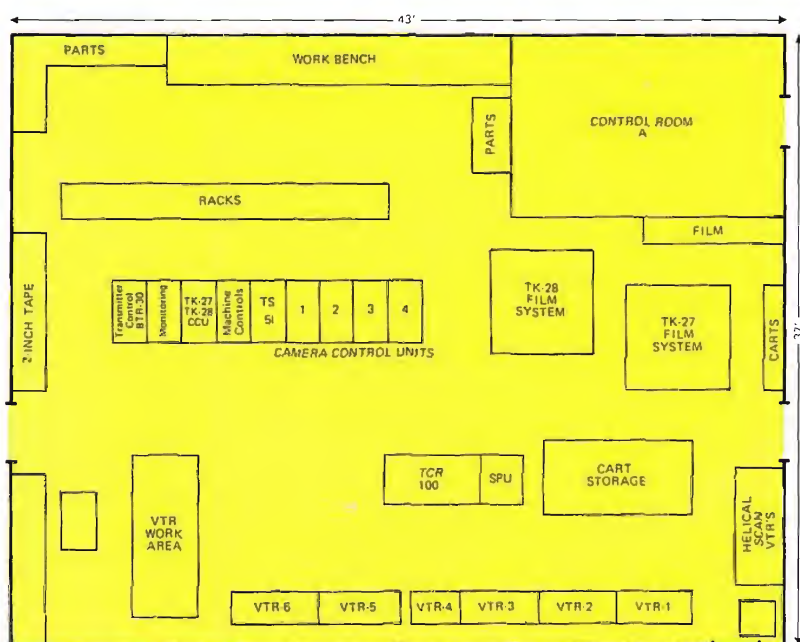 43'
PARTS
WORK BENCH
CONTROL ROOM
A
PARTS
RACKS
FILM
2-INCH TAPE
Transmitter
Control
BTR-30
Monitoring
TK-27
TK-28
CCU
Machine
Controls
TS
51
1
2
3
4
CAMERA CONTROL UNITS
TK-28
FILM
SYSTEM
TK-27
FILM
SYSTEM
CARTS
TCR
100
SPU
CART
STORAGE
VTR
WORK
AREA
HELICAL
SCAN
VTR'S
VTR-6
VTR-5
VTR-4
VTR-3
VTR-2
VTR-1